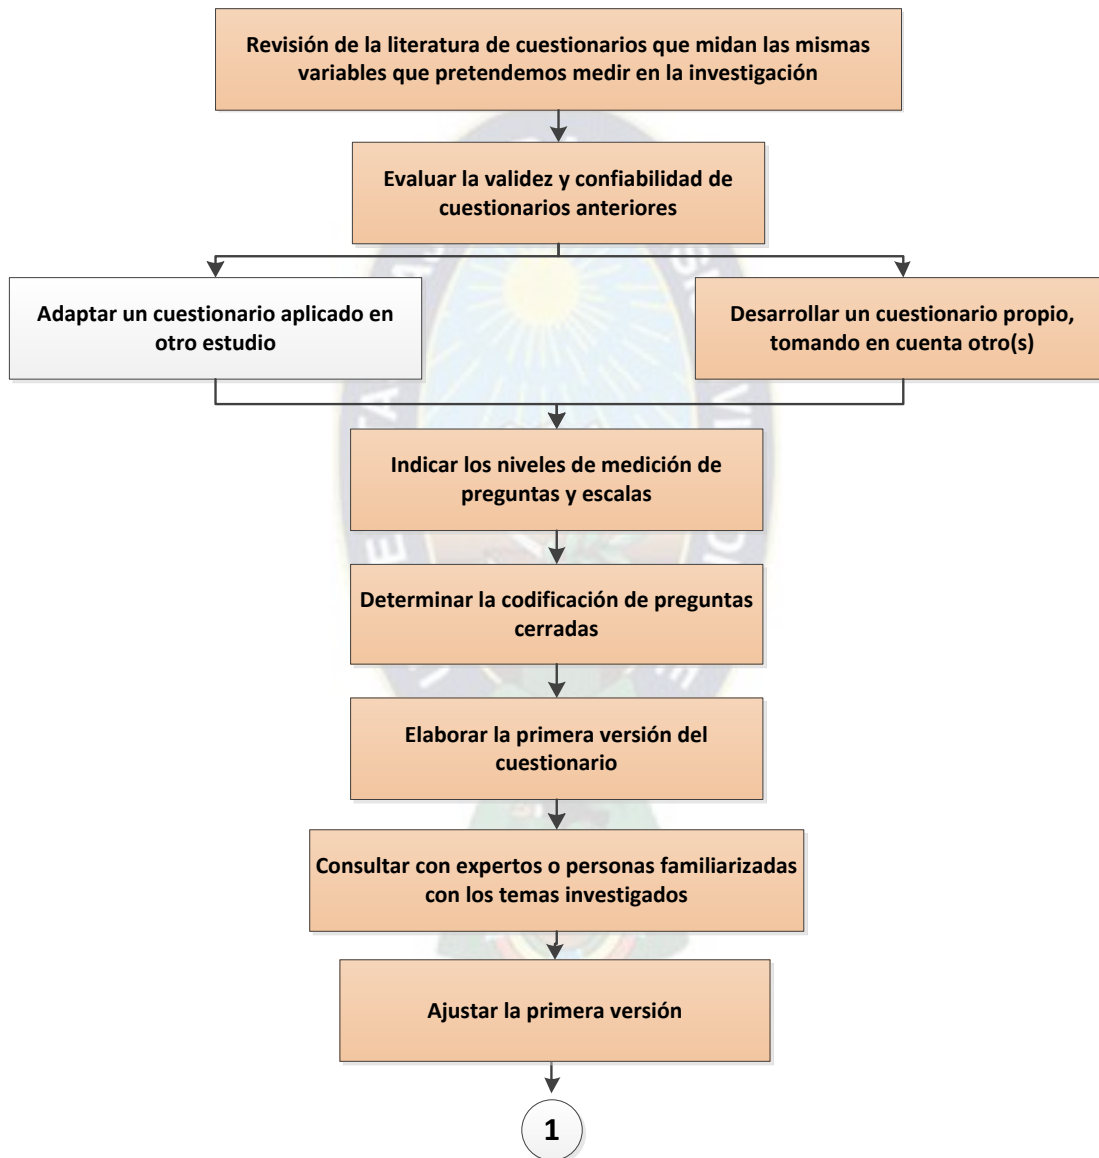 Revisión de la literatura de cuestionarios que midan las mismas
variables que pretendemos medir en la investigación
Evaluar la validez y confiabilidad de
cuestionarios anteriores
Adaptar un cuestionario aplicado en
otro estudio
Desarrollar un cuestionario propio,
tomando en cuenta otro(s)
Indicar los niveles de medición de
preguntas y escalas
Determinar la codificación de preguntas
cerradas
Elaborar la primera versión del
cuestionario
Consultar con expertos o personas familiarizadas
con los temas investigados
Ajustar la primera versión
1